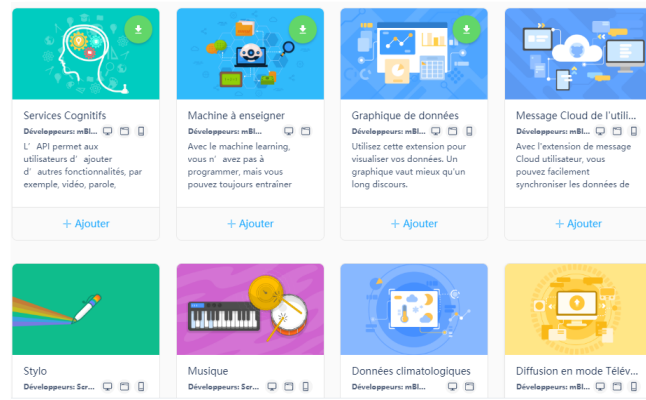 Services Cognitifs
Développeurs: mBl...
L' API permet aux
utilisateurs d' ajouter
d' autres fonctionnalités, par
exemple, vidéo, parole,
+ Ajouter
Machine à enseigner
Développeurs: mBl...
Avec le machine learning,
vous n' avez pas à
programmer, mais vous
pouvez toujours entraîner
+ Ajouter
Graphique de données
Développeurs: mBl...
Utilisez cette extension pour
visualiser vos données. Un
graphique vaut mieux qu'un
long discours.
+ Ajouter
Message Cloud de l'utili...
Développeurs: mBl...
Avec l'extension de message
Cloud utilisateur, vous
pouvez facilement
synchroniser les données de
+ Ajouter
Stylo
Développeurs: Scr...
Musique
Développeurs: Scr...
Données climatologiques
Développeurs: mBl...
Diffusion en mode Télév...
Développeurs: mBl...